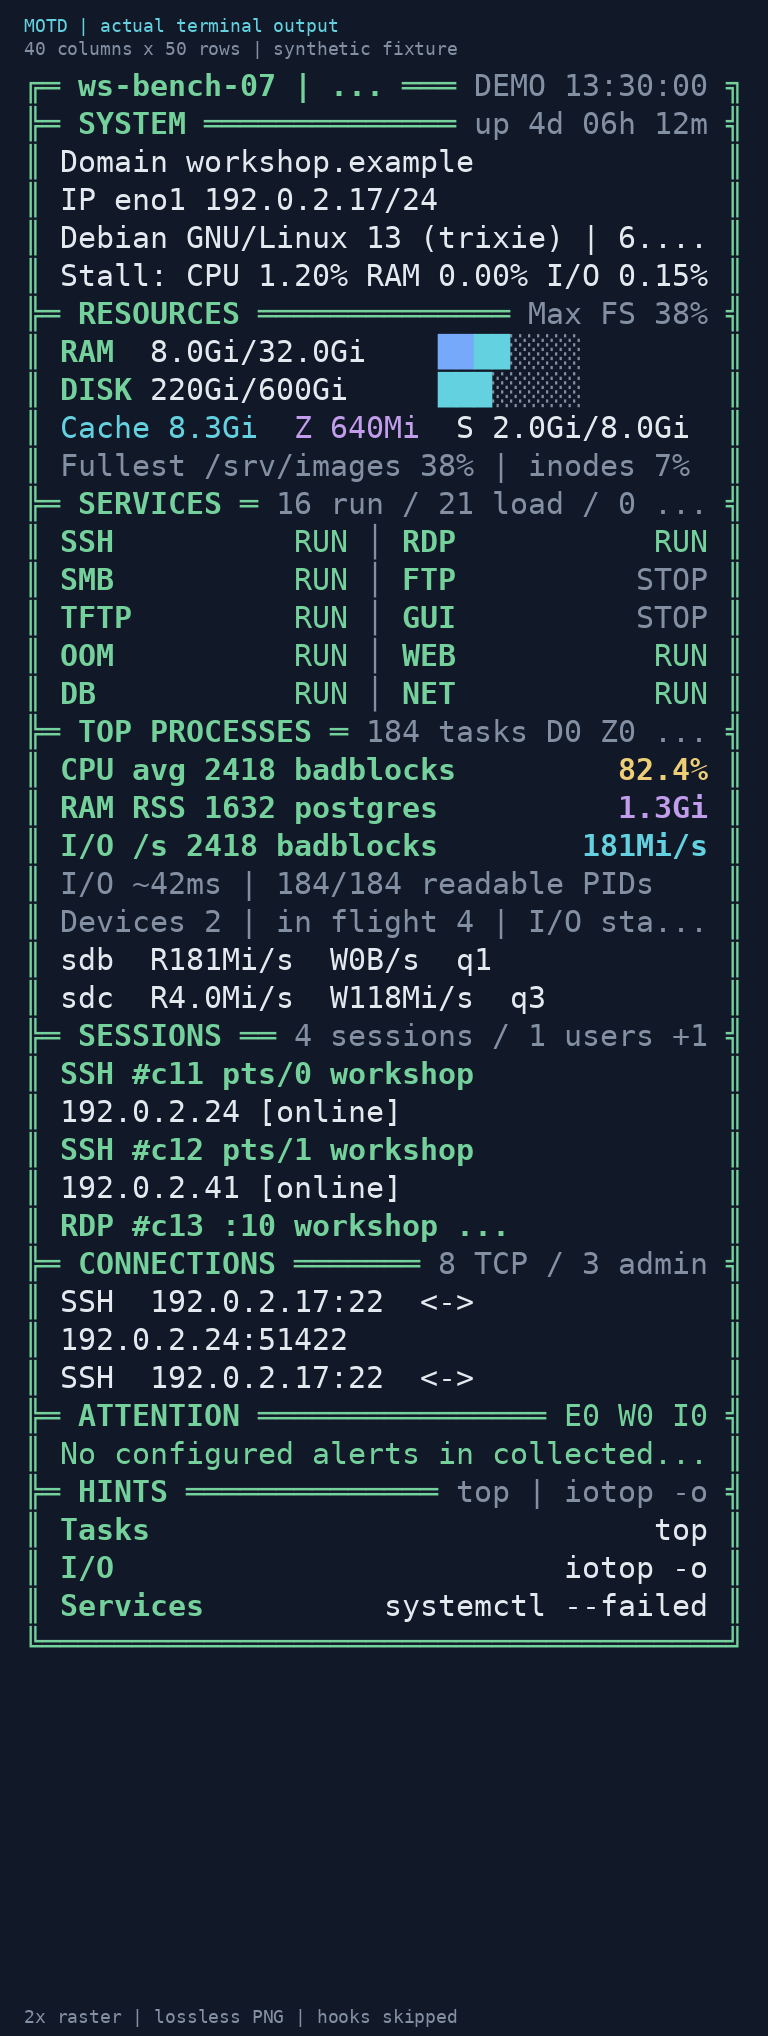 MOTD | actual terminal output
40 columns x 50 rows | synthetic fixture
╔═ ws-bench-07 | ... ═══ DEMO 13:30:00 ╗
╠═ SYSTEM ══════════════ up 4d 06h 12m ╣
║ Domain workshop.example              ║
║ IP eno1 192.0.2.17/24                ║
║ Debian GNU/Linux 13 (trixie) | 6.... ║
║ Stall: CPU 1.20% RAM 0.00% I/O 0.15% ║
╠═ RESOURCES ══════════════ Max FS 38% ╣
║ RAM  8.0Gi/32.0Gi    ████░░░░        ║
║ DISK 220Gi/600Gi     ███░░░░░        ║
║ Cache 8.3Gi  Z 640Mi  S 2.0Gi/8.0Gi  ║
║ Fullest /srv/images 38% | inodes 7%  ║
╠═ SERVICES ═ 16 run / 21 load / 0 ... ╣
║ SSH          RUN │ RDP           RUN ║
║ SMB          RUN │ FTP          STOP ║
║ TFTP         RUN │ GUI          STOP ║
║ OOM          RUN │ WEB           RUN ║
║ DB           RUN │ NET           RUN ║
╠═ TOP PROCESSES ═ 184 tasks D0 Z0 ... ╣
║ CPU avg 2418 badblocks         82.4% ║
║ RAM RSS 1632 postgres          1.3Gi ║
║ I/O /s 2418 badblocks        181Mi/s ║
║ I/O ~42ms | 184/184 readable PIDs    ║
║ Devices 2 | in flight 4 | I/O sta... ║
║ sdb  R181Mi/s  W0B/s  q1             ║
║ sdc  R4.0Mi/s  W118Mi/s  q3          ║
╠═ SESSIONS ══ 4 sessions / 1 users +1 ╣
║ SSH #c11 pts/0 workshop              ║
║ 192.0.2.24 [online]                  ║
║ SSH #c12 pts/1 workshop              ║
║ 192.0.2.41 [online]                  ║
║ RDP #c13 :10 workshop ...            ║
╠═ CONNECTIONS ═══════ 8 TCP / 3 admin ╣
║ SSH  192.0.2.17:22  <->              ║
║ 192.0.2.24:51422                     ║
║ SSH  192.0.2.17:22  <->              ║
╠═ ATTENTION ════════════════ E0 W0 I0 ╣
║ No configured alerts in collected... ║
╠═ HINTS ══════════════ top | iotop -o ╣
║ Tasks                            top ║
║ I/O                         iotop -o ║
║ Services          systemctl --failed ║
╚══════════════════════════════════════╝
2x raster | lossless PNG | hooks skipped